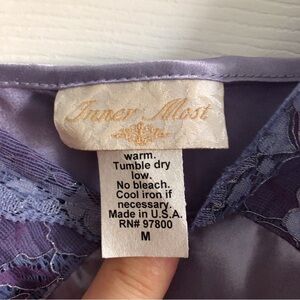 Inner Most
warm.
Tumble dry
low.
No bleach.
Cool iron if
necessary.
Made in U.S.A.
RN# 97800
M